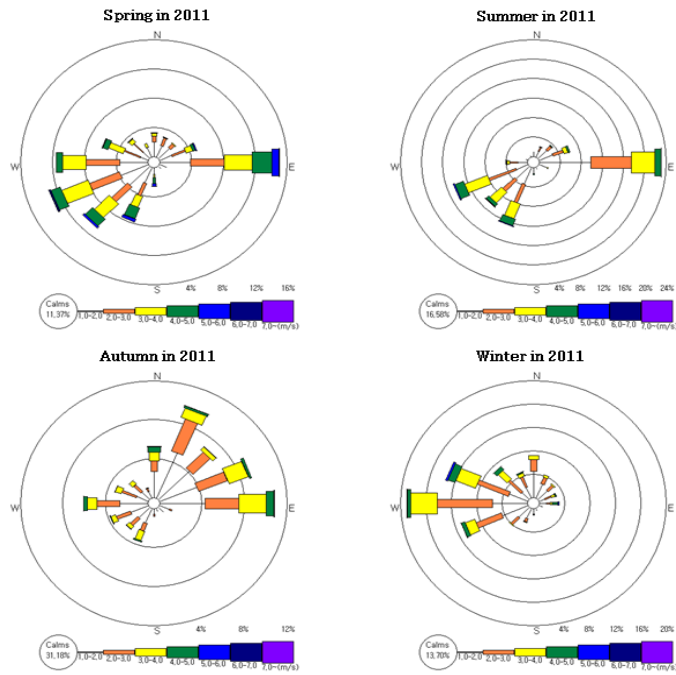 Spring in 2011
N
W
E
S
4%
8%
12%
16%
Calms
11,37%
1,0-2,0
2,0-3,0
3,0-4,0
4,0-5,0
5,0-6,0
6,0-7,0
7,0~(m/s)
Summer in 2011
N
W
E
S
4%
8%
12%
16%
20%
24%
Calms
16,58%
1,0-2,0
2,0-3,0
3,0-4,0
4,0-5,0
5,0-6,0
6,0-7,0
7,0~(m/s)
Autumn in 2011
N
W
E
S
4%
8%
12%
Calms
31,18%
1,0-2,0
2,0-3,0
3,0-4,0
4,0-5,0
5,0-6,0
6,0-7,0
7,0~(m/s)
Winter in 2011
N
W
E
S
4%
8%
12%
16%
20%
Calms
13,70%
1,0-2,0
2,0-3,0
3,0-4,0
4,0-5,0
5,0-6,0
6,0-7,0
7,0~(m/s)